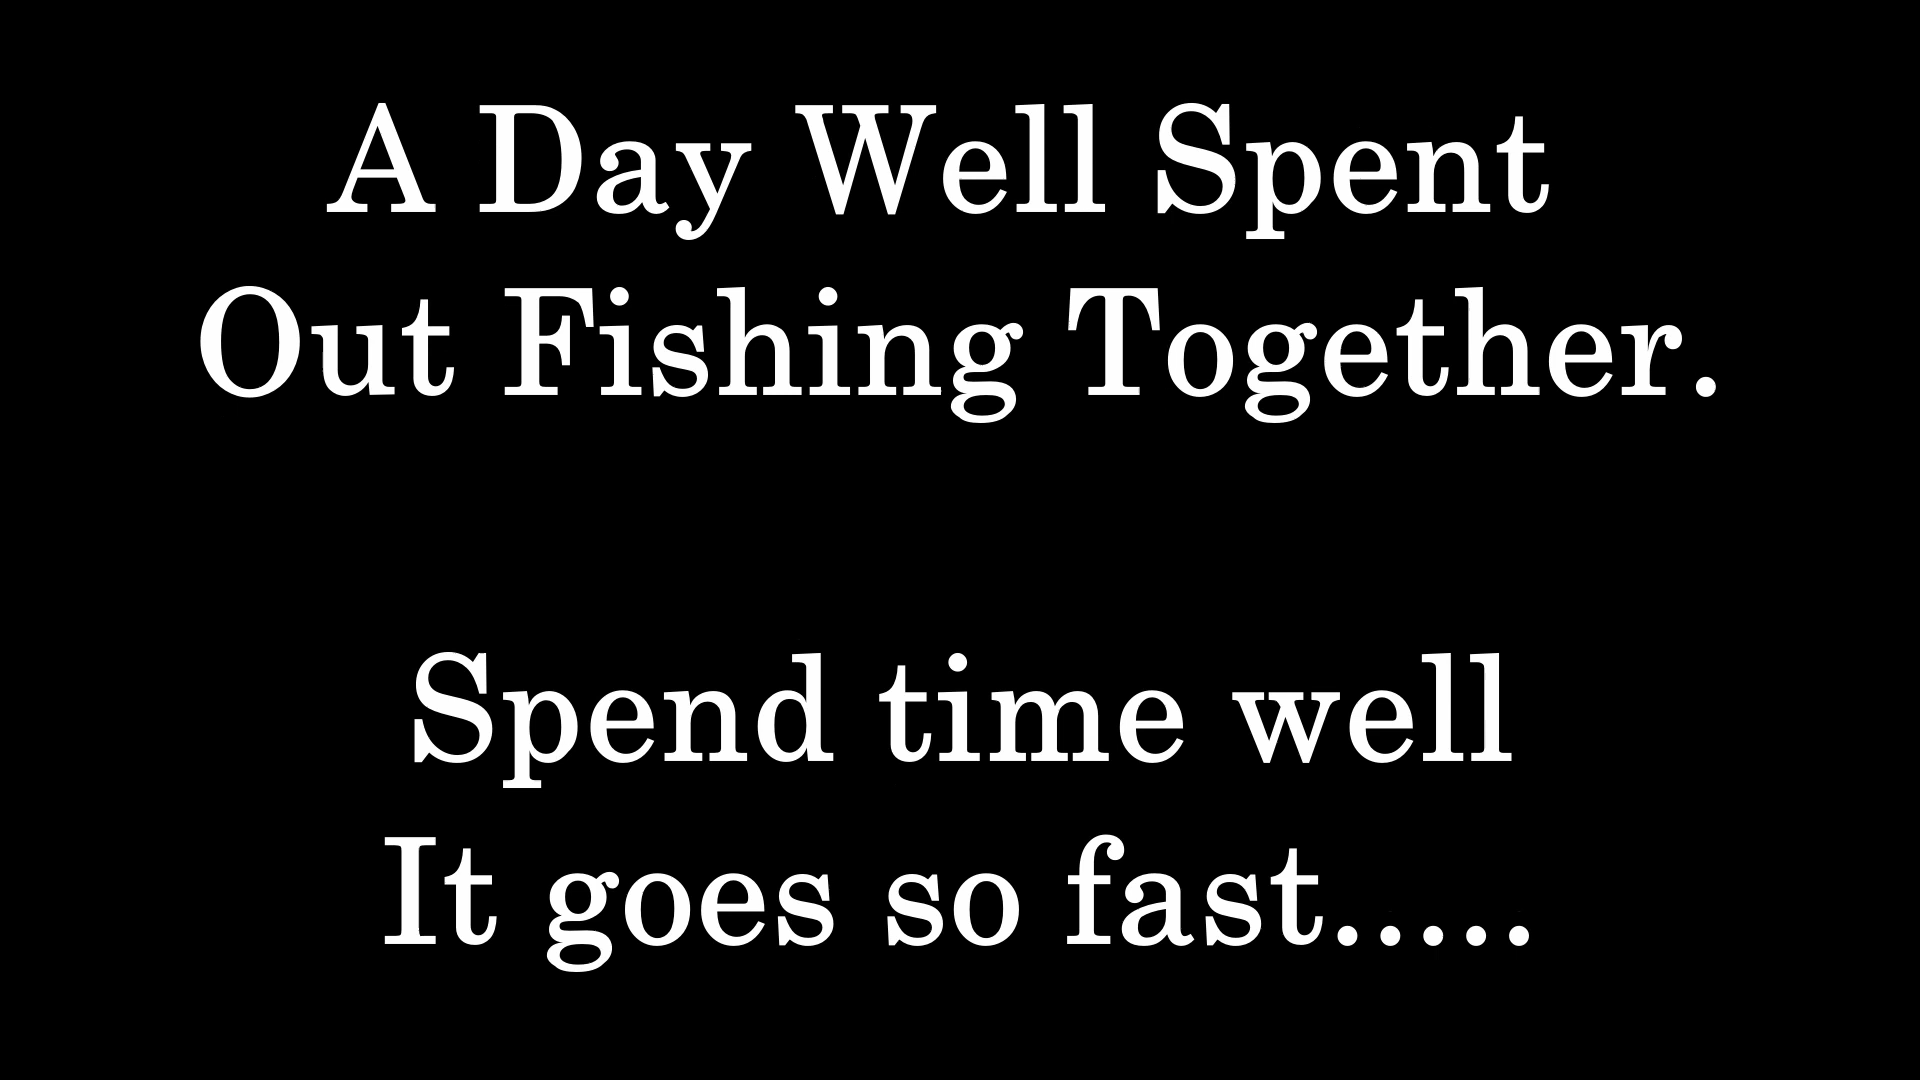 A Day Well Spent
Out Fishing Together.
Spend time well
It goes so fast.....